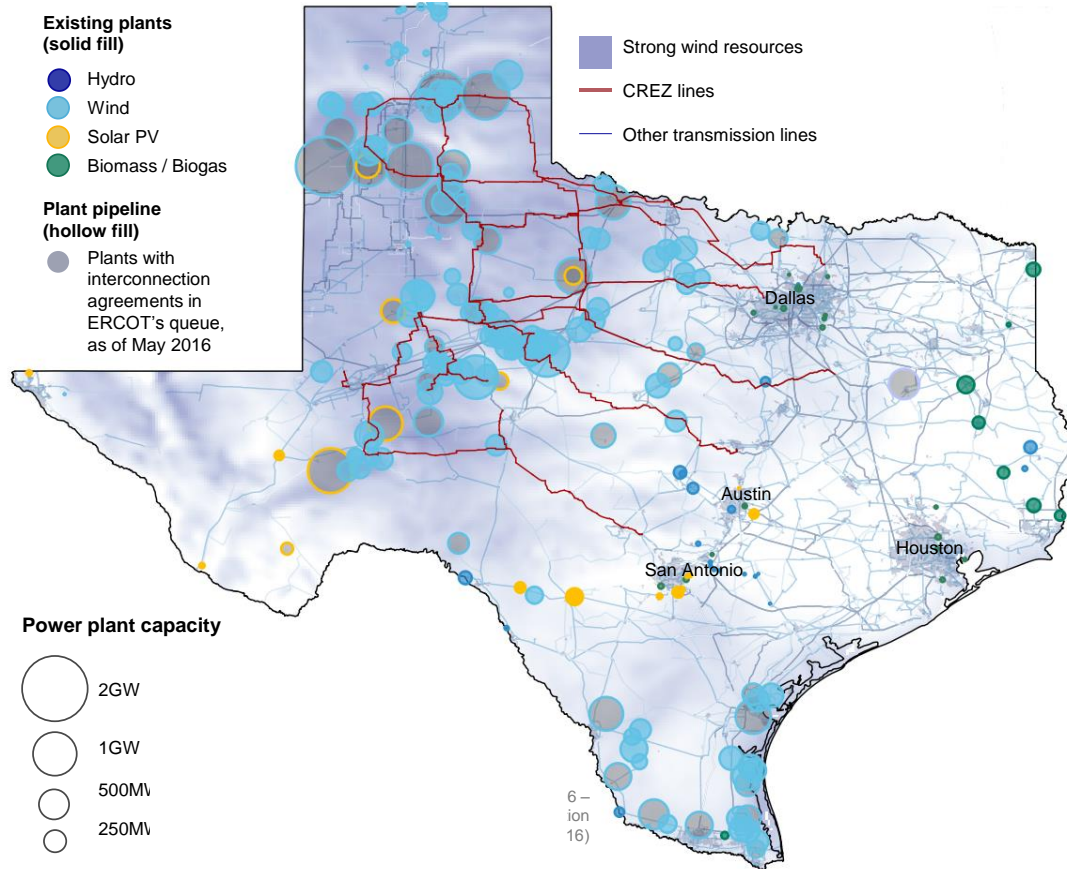 Existing plants
(solid fill)
Hydro
Wind
Solar PV
Biomass / Biogas
Plant pipeline
(hollow fill)
Plants with
interconnection
agreements in
ERCOT's queue,
as of May 2016
Strong wind resources
CREZ lines
Other transmission lines
Dallas
Austin
Houston
San Antonio
Power plant capacity
2GW
1GW
500M
250M
6 –
ion
16)